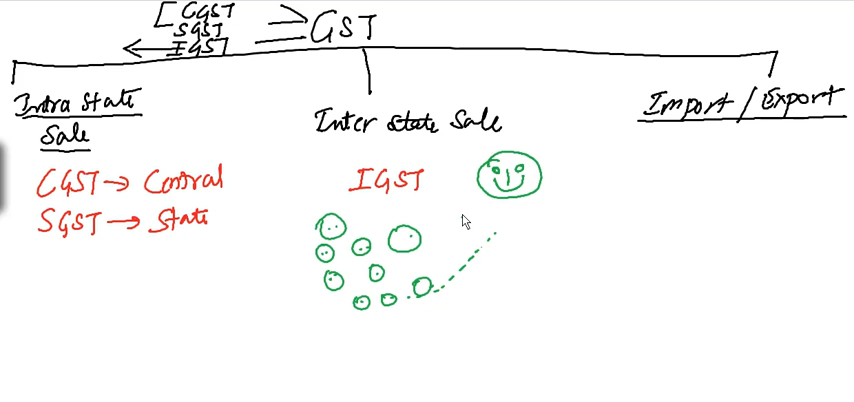 CGST
SGST
IGST
GST
Intra State
Sale
CGST → Central
SGST → State
Inter State Sale
IGST
Import / Export